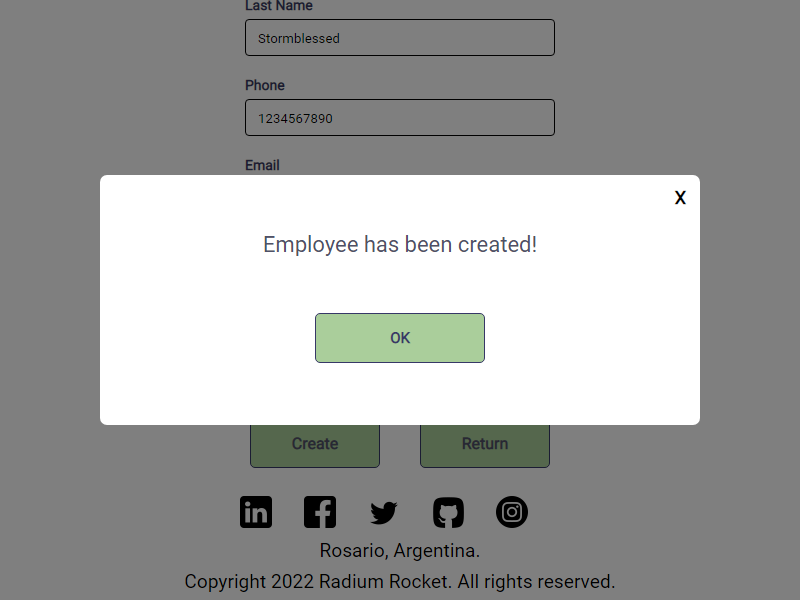 Last Name
Stormblessed
Phone
1234567890
Email
X
Employee has been created!
OK
Create Return
in
Rosario, Argentina.
Copyright 2022 Radium Rocket. All rights reserved.